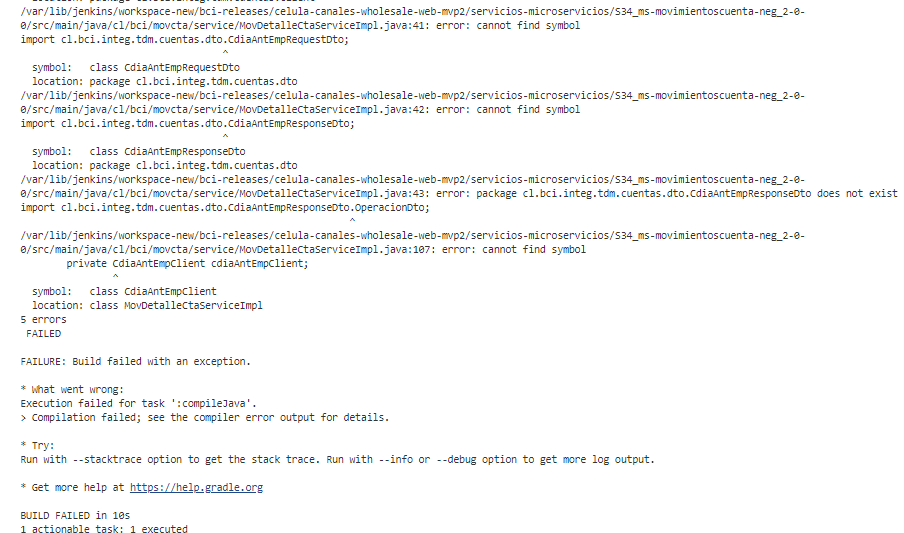 /var/lib/jenkins/workspace-new/bci-releases/celula-canales-wholesale-web-mvp2/servicios-microservicios/S34_ms-movimientoscuenta-neg_2-0-
0/src/main/java/cl/bci/movcta/service/MovDetalleCtaServiceImpl.java:41: error: cannot find symbol
import cl.bci.integ.tdm.cuentas.dto.CdiaAntEmpRequestDto;
^
symbol:   class CdiaAntEmpRequestDto
location: package cl.bci.integ.tdm.cuentas.dto
/var/lib/jenkins/workspace-new/bci-releases/celula-canales-wholesale-web-mvp2/servicios-microservicios/S34_ms-movimientoscuenta-neg_2-0-
0/src/main/java/cl/bci/movcta/service/MovDetalleCtaServiceImpl.java:42: error: cannot find symbol
import cl.bci.integ.tdm.cuentas.dto.CdiaAntEmpResponseDto;
^
symbol:   class CdiaAntEmpResponseDto
location: package cl.bci.integ.tdm.cuentas.dto
/var/lib/jenkins/workspace-new/bci-releases/celula-canales-wholesale-web-mvp2/servicios-microservicios/S34_ms-movimientoscuenta-neg_2-0-
0/src/main/java/cl/bci/movcta/service/MovDetalleCtaServiceImpl.java:43: error: package cl.bci.integ.tdm.cuentas.dto.CdiaAntEmpResponseDto does not exist
import cl.bci.integ.tdm.cuentas.dto.CdiaAntEmpResponseDto.OperacionDto;
^
/var/lib/jenkins/workspace-new/bci-releases/celula-canales-wholesale-web-mvp2/servicios-microservicios/S34_ms-movimientoscuenta-neg_2-0-
0/src/main/java/cl/bci/movcta/service/MovDetalleCtaServiceImpl.java:107: error: cannot find symbol
private CdiaAntEmpClient cdiaAntEmpClient;
^
symbol:   class CdiaAntEmpClient
location: class MovDetalleCtaServiceImpl
5 errors
FAILED
FAILURE: Build failed with an exception.
* What went wrong:
Execution failed for task ':compileJava'.
> Compilation failed; see the compiler error output for details.
* Try:
Run with --stacktrace option to get the stack trace. Run with --info or --debug option to get more log output.
* Get more help at https://help.gradle.org
BUILD FAILED in 10s
1 actionable task: 1 executed